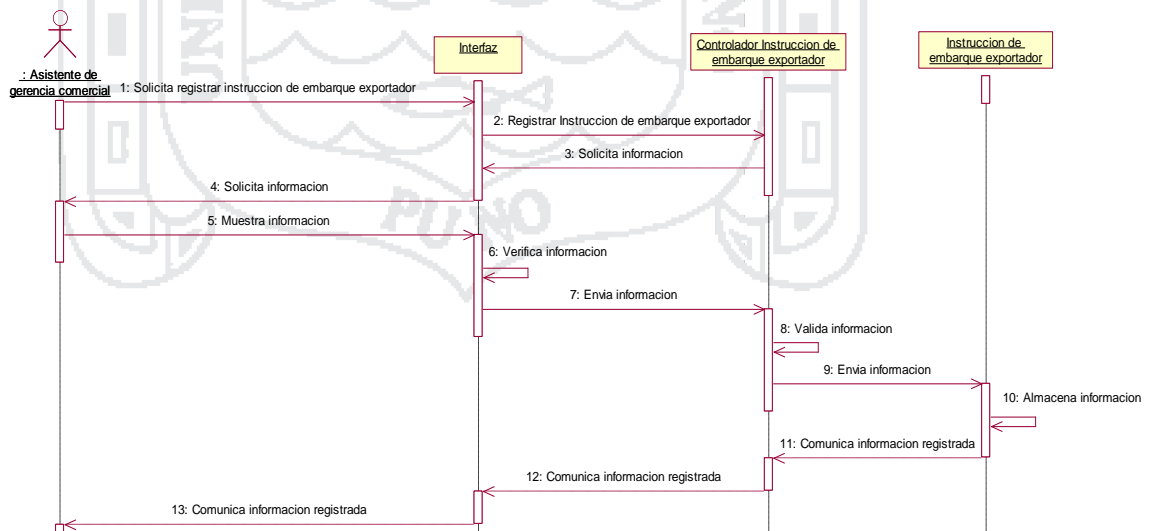 Interfaz
Controlador Instruccion de
embarque exportador
Instruccion de
embarque exportador
: Asistente de
gerencia comercial
1: Solicita registrar instruccion de embarque exportador
2: Registrar Instruccion de embarque exportador
3: Solicita informacion
4: Solicita informacion
5: Muestra informacion
6: Verifica informacion
7: Envia informacion
8: Valida informacion
9: Envia informacion
10: Almacena informacion
11: Comunica informacion registrada
12: Comunica informacion registrada
13: Comunica informacion registrada
PUNO
UNI